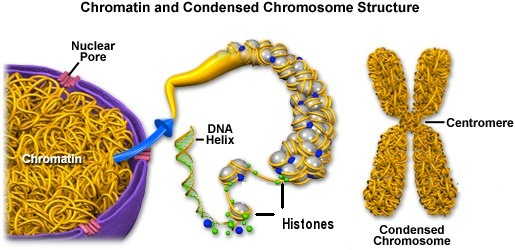 Chromatin and Condensed Chromosome Structure
Nuclear
Pore
Chromatin
DNA
Helix
Histones
Centromere
Condensed
Chromosome